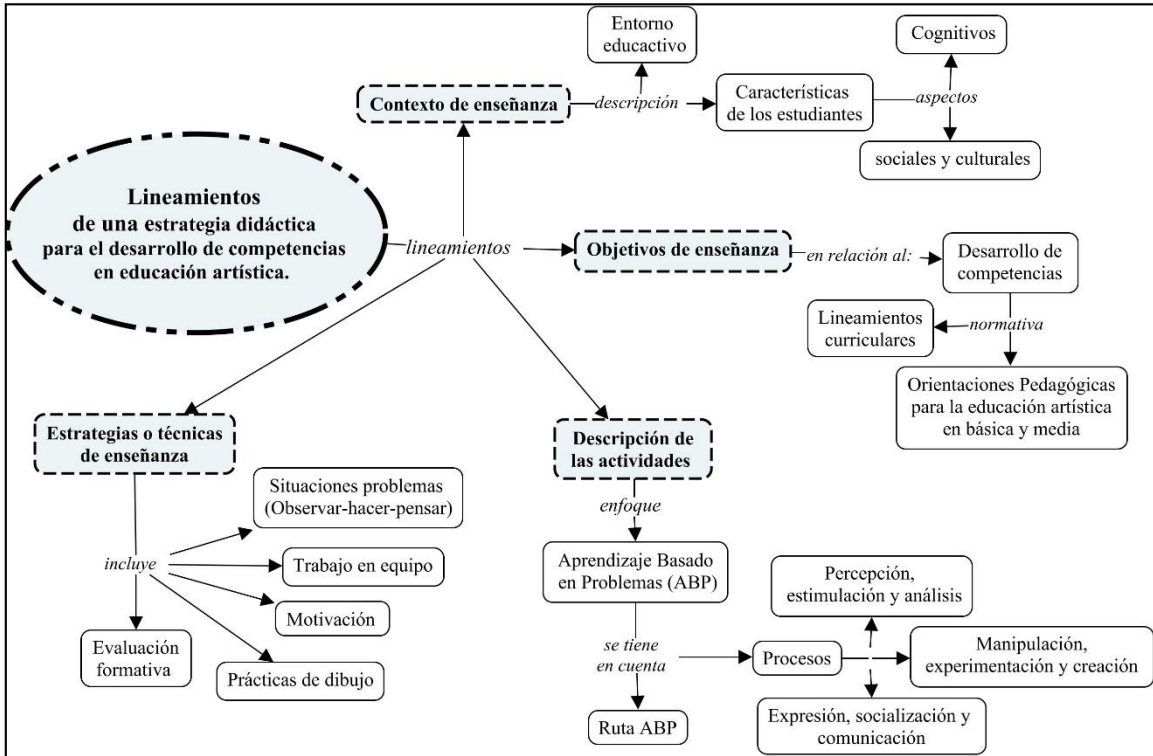 Entorno
educactivo
Cognitivos
Contexto de enseñanza
descripción
Características
de los estudiantes
aspectos
sociales y culturales
Lineamientos
de una estrategia didáctica
para el desarrollo de competencias
en educación artística.
lineamientos
Objetivos de enseñanza
en relación al:
Desarrollo de
competencias
Lineamientos
curriculares
normativa
Orientaciones Pedagógicas
para la educación artística
en básica y media
Estrategias o técnicas
de enseñanza
Descripción de
las actividades
Situaciones problemas
(Observar-hacer-pensar)
enfoque
incluye
Trabajo en equipo
Aprendizaje Basado
en Problemas (ABP)
Motivación
Evaluación
formativa
Prácticas de dibujo
se tiene
en cuenta
Procesos
Percepción,
estimulación y análisis
Manipulación,
experimentación y creación
Ruta ABP
Expresión, socialización y
comunicación